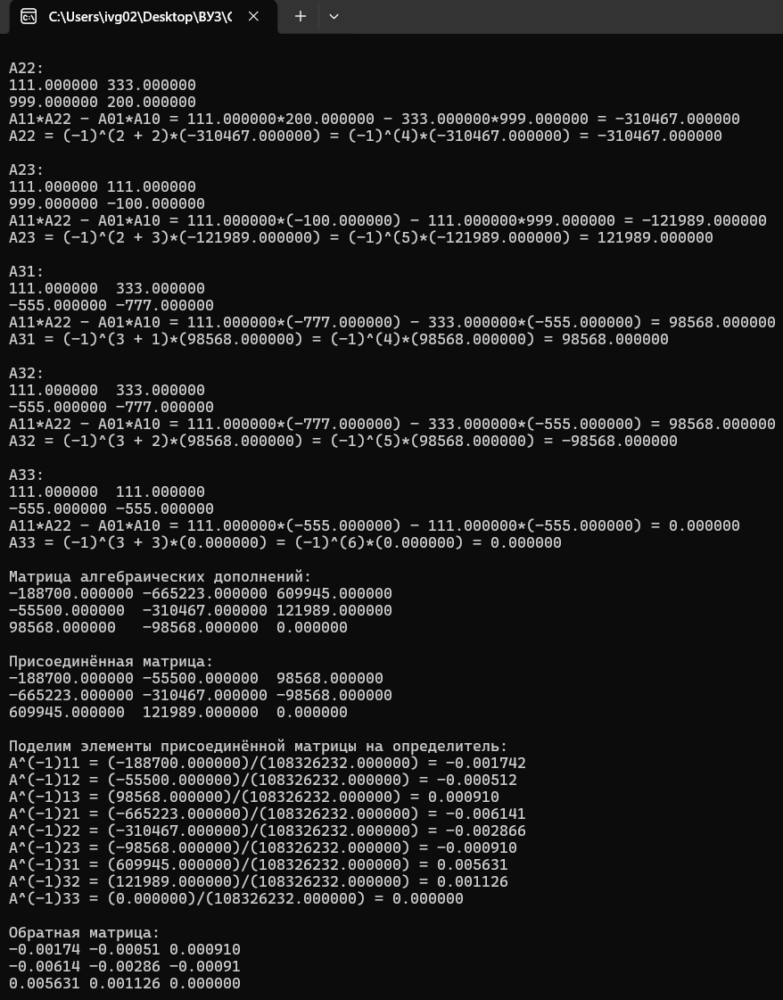 C:\Users\ivg02\Desktop\ВУЗ\С
A22:
111.000000 333.000000
999.000000 200.000000
A11*A22 - A01*A10 = 111.000000*200.000000 - 333.000000*999.000000 = -310467.000000
A22 = (-1)^(2 + 2)*(-310467.000000) = (-1)^(4)*(-310467.000000) = -310467.000000
A23:
111.000000 111.000000
999.000000 -100.000000
A11*A22 - A01*A10 = 111.000000*(-100.000000) - 111.000000*999.000000 = -121989.000000
A23 = (-1)^(2 + 3)*(-121989.000000) = (-1)^(5)*(-121989.000000) = 121989.000000
A31:
111.000000  333.000000
-555.000000 -777.000000
A11*A22 - A01*A10 = 111.000000*(-777.000000) - 333.000000*(-555.000000) = 98568.000000
A31 = (-1)^(3 + 1)*(98568.000000) = (-1)^(4)*(98568.000000) = 98568.000000
A32:
111.000000  333.000000
-555.000000 -777.000000
A11*A22 - A01*A10 = 111.000000*(-777.000000) - 333.000000*(-555.000000) = 98568.000000
A32 = (-1)^(3 + 2)*(98568.000000) = (-1)^(5)*(98568.000000) = -98568.000000
A33:
111.000000  111.000000
-555.000000 -555.000000
A11*A22 - A01*A10 = 111.000000*(-555.000000) - 111.000000*(-555.000000) = 0.000000
A33 = (-1)^(3 + 3)*(0.000000) = (-1)^(6)*(0.000000) = 0.000000
Матрица алгебраических дополнений:
-188700.000000 -665223.000000 609945.000000
-55500.000000  -310467.000000 121989.000000
98568.000000   -98568.000000  0.000000
Присоединённая матрица:
-188700.000000 -55500.000000  98568.000000
-665223.000000 -310467.000000 -98568.000000
609945.000000  121989.000000  0.000000
Поделим элементы присоединённой матрицы на определитель:
A^(-1)11 = (-188700.000000)/(108326232.000000) = -0.001742
A^(-1)12 = (-55500.000000)/(108326232.000000) = -0.000512
A^(-1)13 = (98568.000000)/(108326232.000000) = 0.000910
A^(-1)21 = (-665223.000000)/(108326232.000000) = -0.006141
A^(-1)22 = (-310467.000000)/(108326232.000000) = -0.002866
A^(-1)23 = (-98568.000000)/(108326232.000000) = -0.000910
A^(-1)31 = (609945.000000)/(108326232.000000) = 0.005631
A^(-1)32 = (121989.000000)/(108326232.000000) = 0.001126
A^(-1)33 = (0.000000)/(108326232.000000) = 0.000000
Обратная матрица:
-0.00174 -0.00051 0.000910
-0.00614 -0.00286 -0.00091
0.005631 0.001126 0.000000